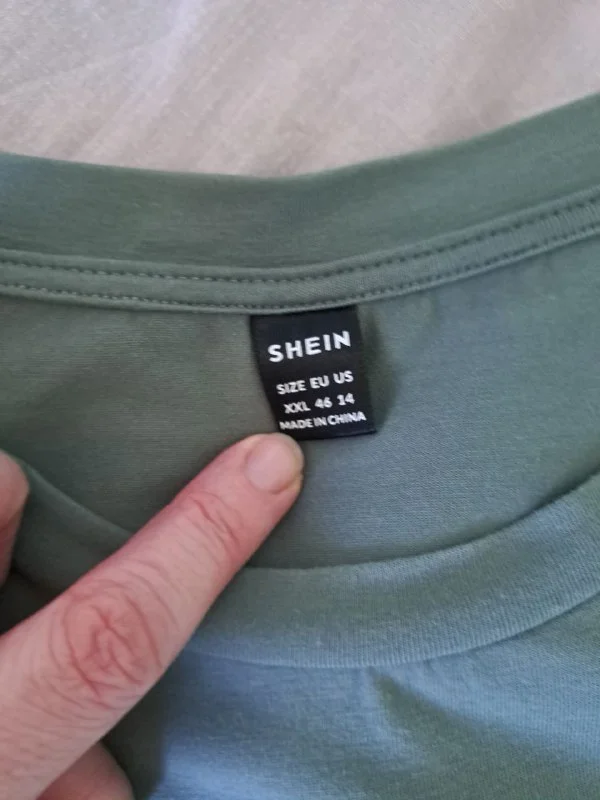 SHEIN
SIZE EU US
XXL 46 14
MADE IN CHINA